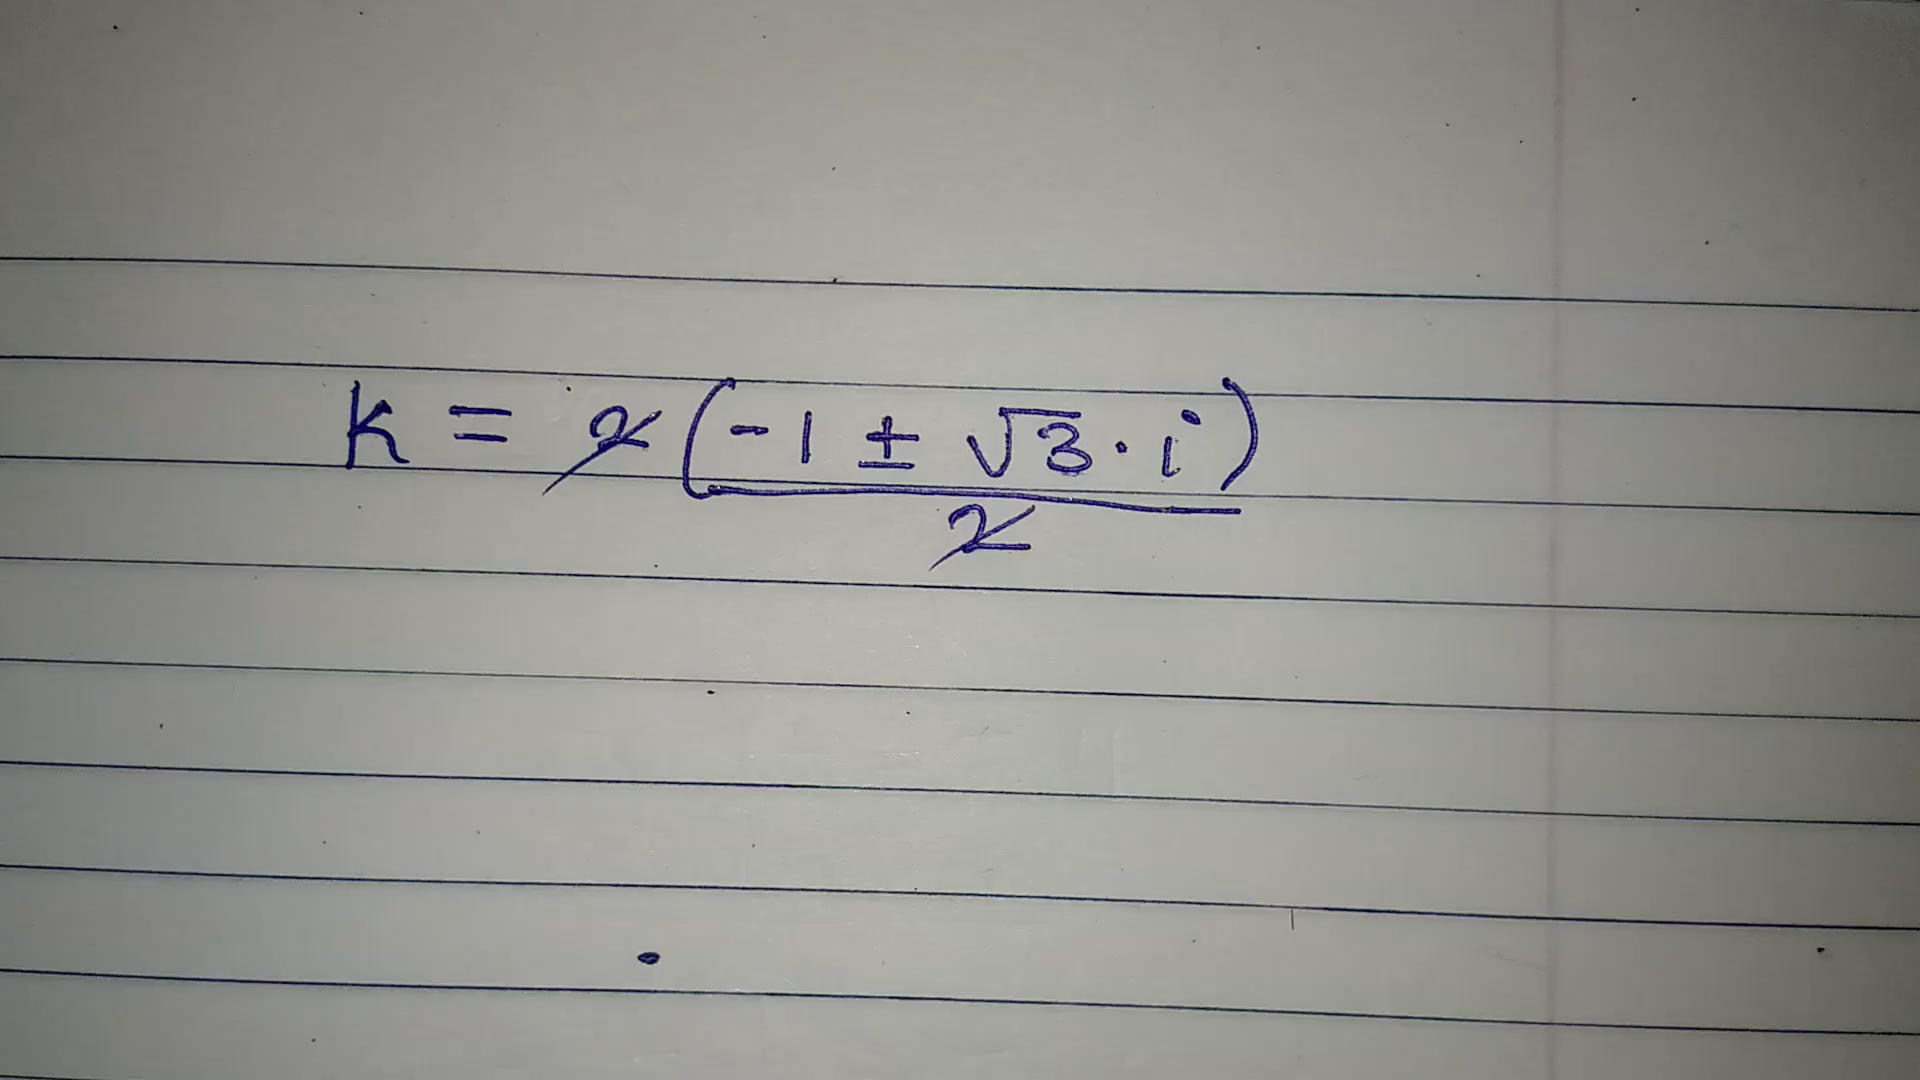 k = 2(-1 ± √3 · i) / 2